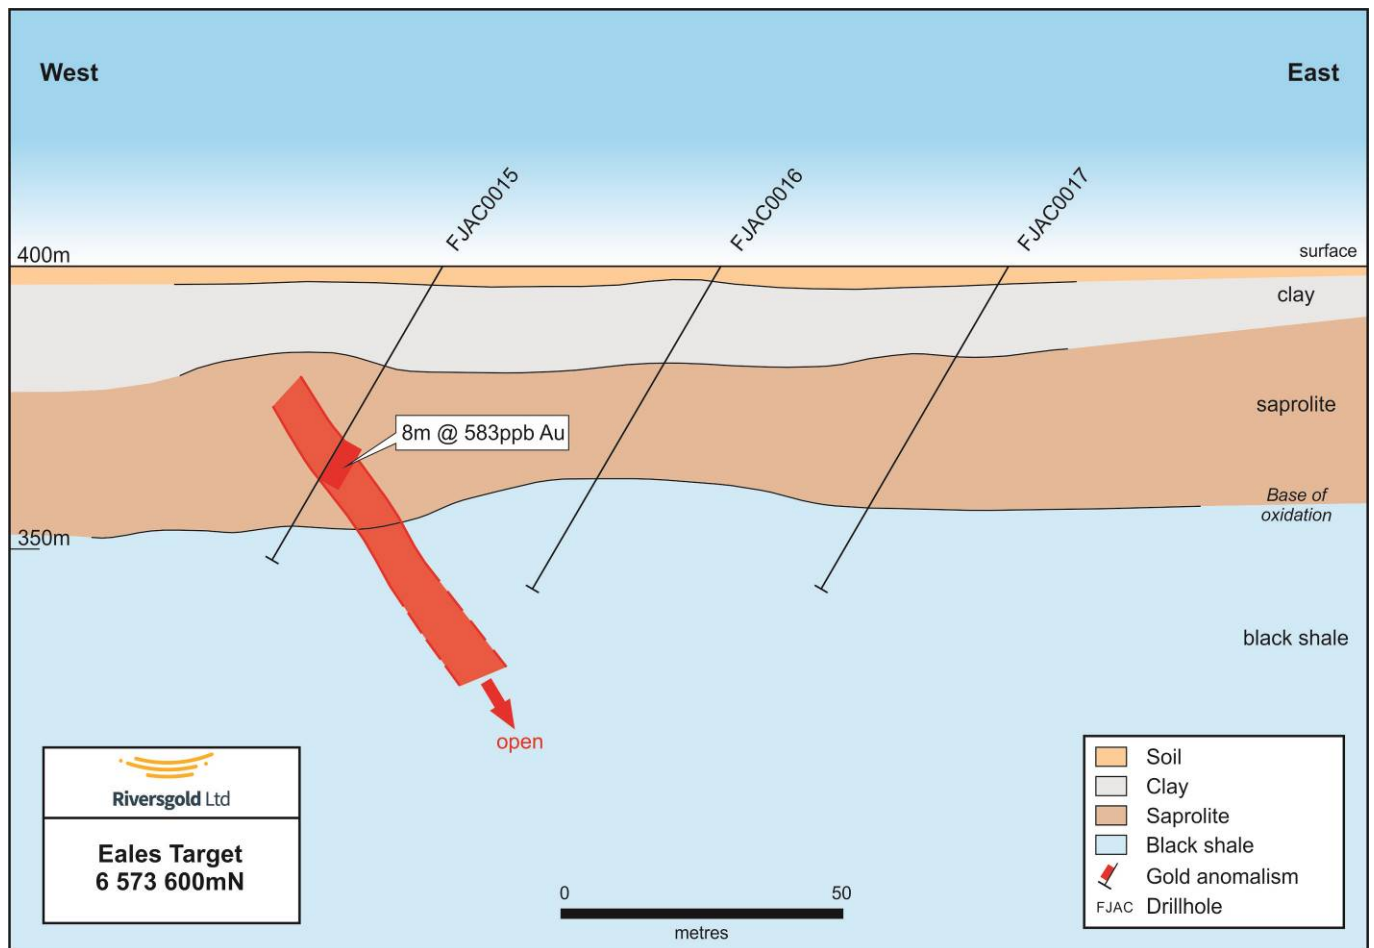 West
East
FJAC0015
FJAC0016
FJAC0017
400m
surface
clay
saprolite
8m @ 583ppb Au
Base of
oxidation
350m
black shale
open
Riversgold Ltd
Eales Target
6 573 600mN
0
50
metres
Soil
Clay
Saprolite
Black shale
Gold anomalism
FJAC Drillhole